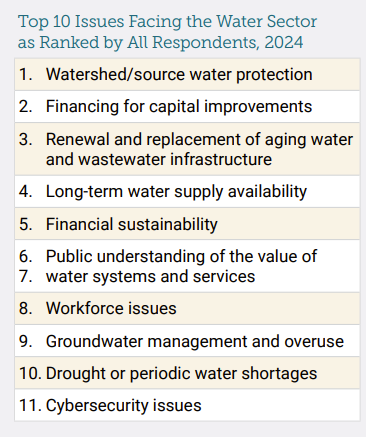 Top 10 Issues Facing the Water Sector
as Ranked by All Respondents, 2024
1. Watershed/source water protection
2. Financing for capital improvements
3. Renewal and replacement of aging water
and wastewater infrastructure
4. Long-term water supply availability
5. Financial sustainability
6. Public understanding of the value of
7. water systems and services
8. Workforce issues
9. Groundwater management and overuse
10. Drought or periodic water shortages
11. Cybersecurity issues